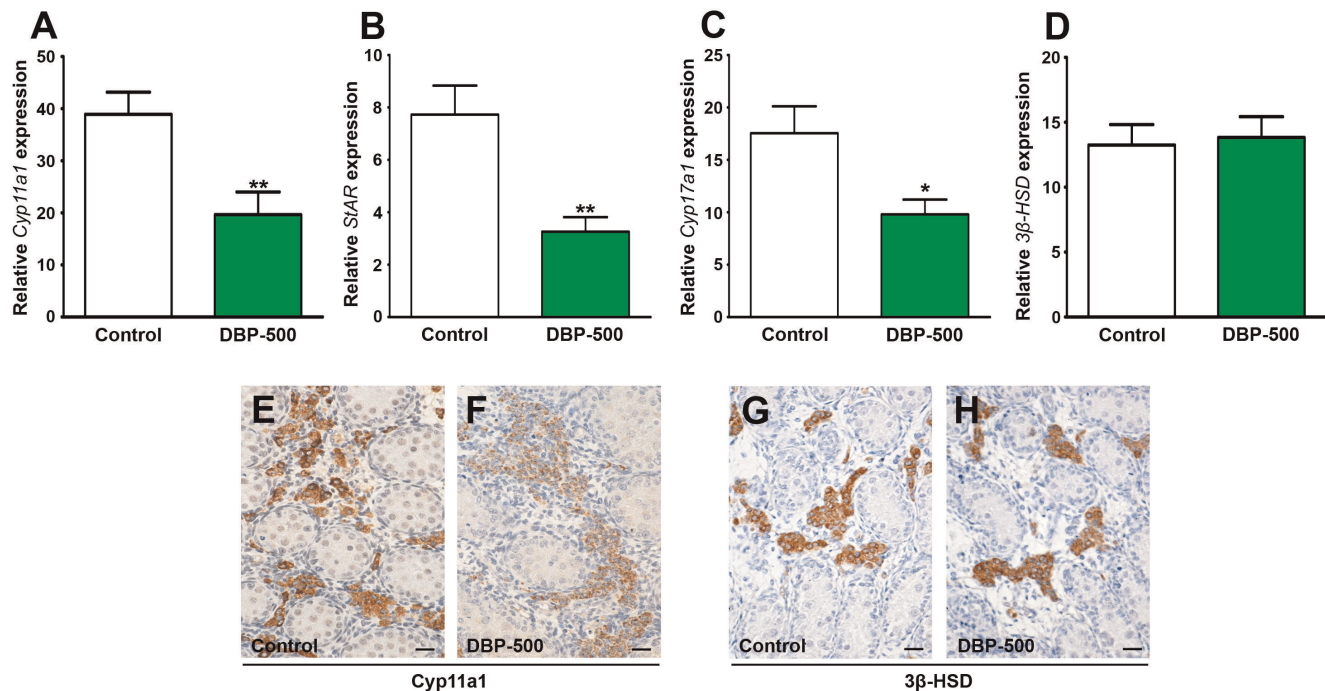 A
Relative Cyp11a1 expression
50
40
30
20
10
0
**
Control
DBP-500
B
Relative StAR expression
10
8
6
4
2
0
**
Control
DBP-500
C
Relative Cyp17a1 expression
25
20
15
10
5
0
*
Control
DBP-500
D
Relative 3β-HSD expression
20
15
10
5
0
Control
DBP-500
E
Control
F
DBP-500
Cyp11a1
G
Control
H
DBP-500
3β-HSD